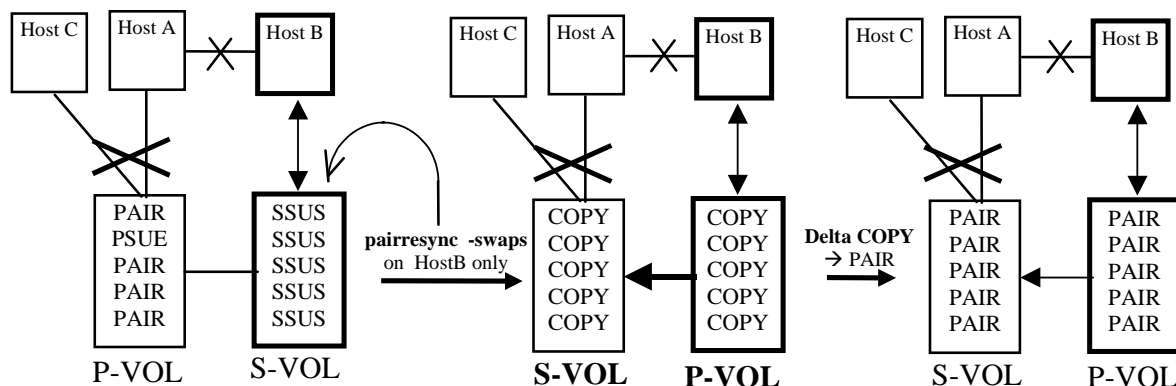 Host C
Host A
Host B
PAIR
PSUE
PAIR
PAIR
PAIR
P-VOL
SSUS
SSUS
SSUS
SSUS
SSUS
S-VOL
pairresync -swaps
on HostB only
Host C
Host A
Host B
COPY
COPY
COPY
COPY
COPY
S-VOL
COPY
COPY
COPY
COPY
COPY
P-VOL
Delta COPY
→ PAIR
Host C
Host A
Host B
PAIR
PAIR
PAIR
PAIR
PAIR
S-VOL
PAIR
PAIR
PAIR
PAIR
PAIR
P-VOL